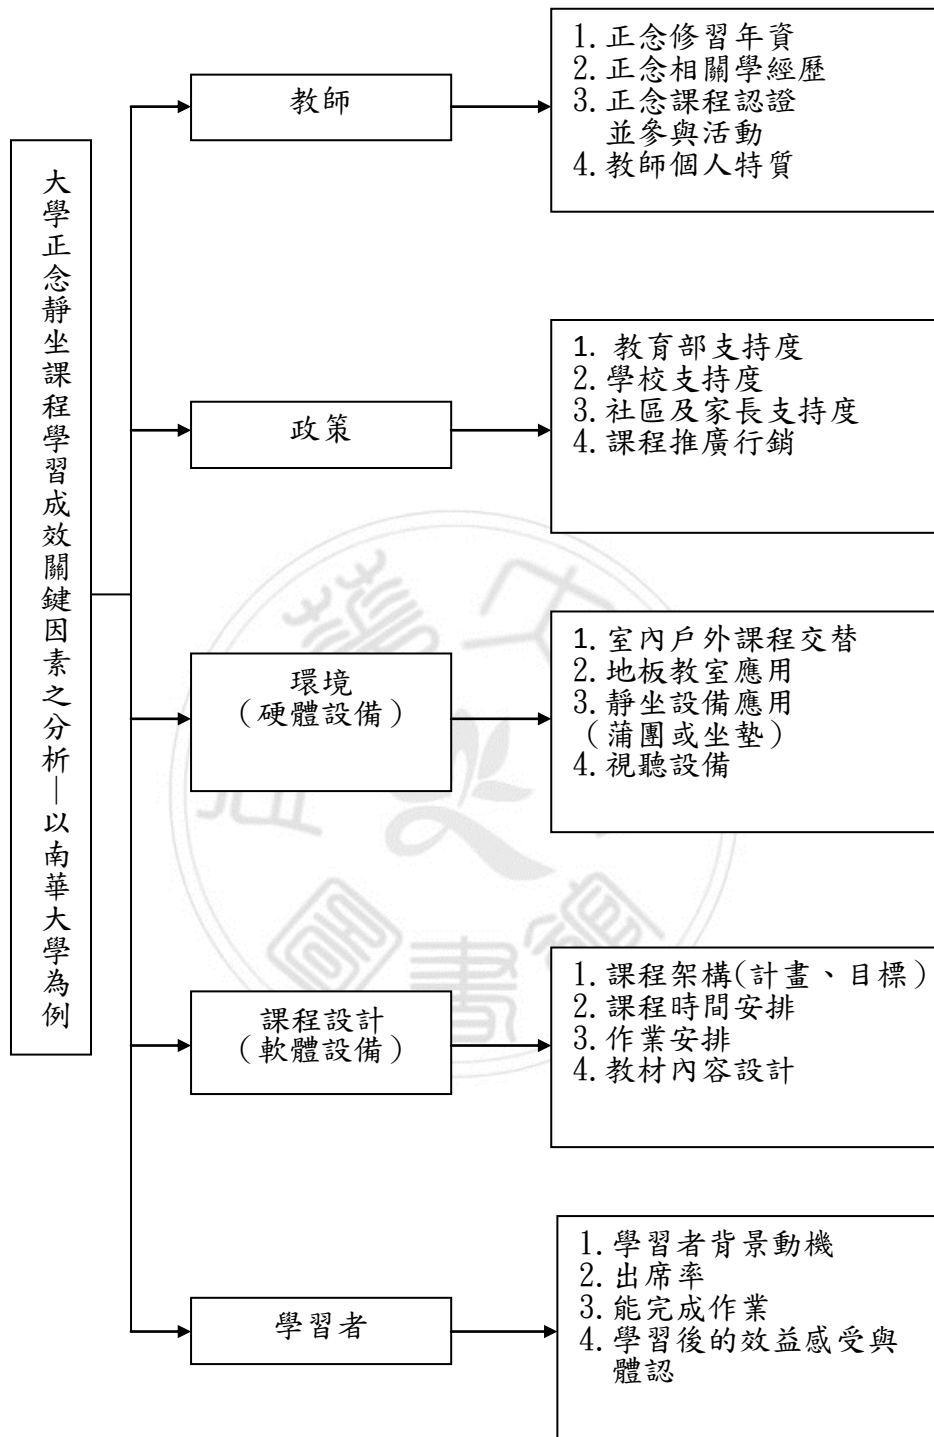 大學正念靜坐課程學習成效關鍵因素之分析—以南華大學為例
教師
1. 正念修習年資
2. 正念相關學經歷
3. 正念課程認證
並參與活動
4. 教師個人特質
政策
1. 教育部支持度
2. 學校支持度
3. 社區及家長支持度
4. 課程推廣行銷
環境
（硬體設備）
1. 室內戶外課程交替
2. 地板教室應用
3. 靜坐設備應用
（蒲團或坐墊）
4. 視聽設備
課程設計
（軟體設備）
1. 課程架構(計畫、目標)
2. 課程時間安排
3. 作業安排
4. 教材內容設計
學習者
1. 學習者背景動機
2. 出席率
3. 能完成作業
4. 學習後的效益感受與
體認